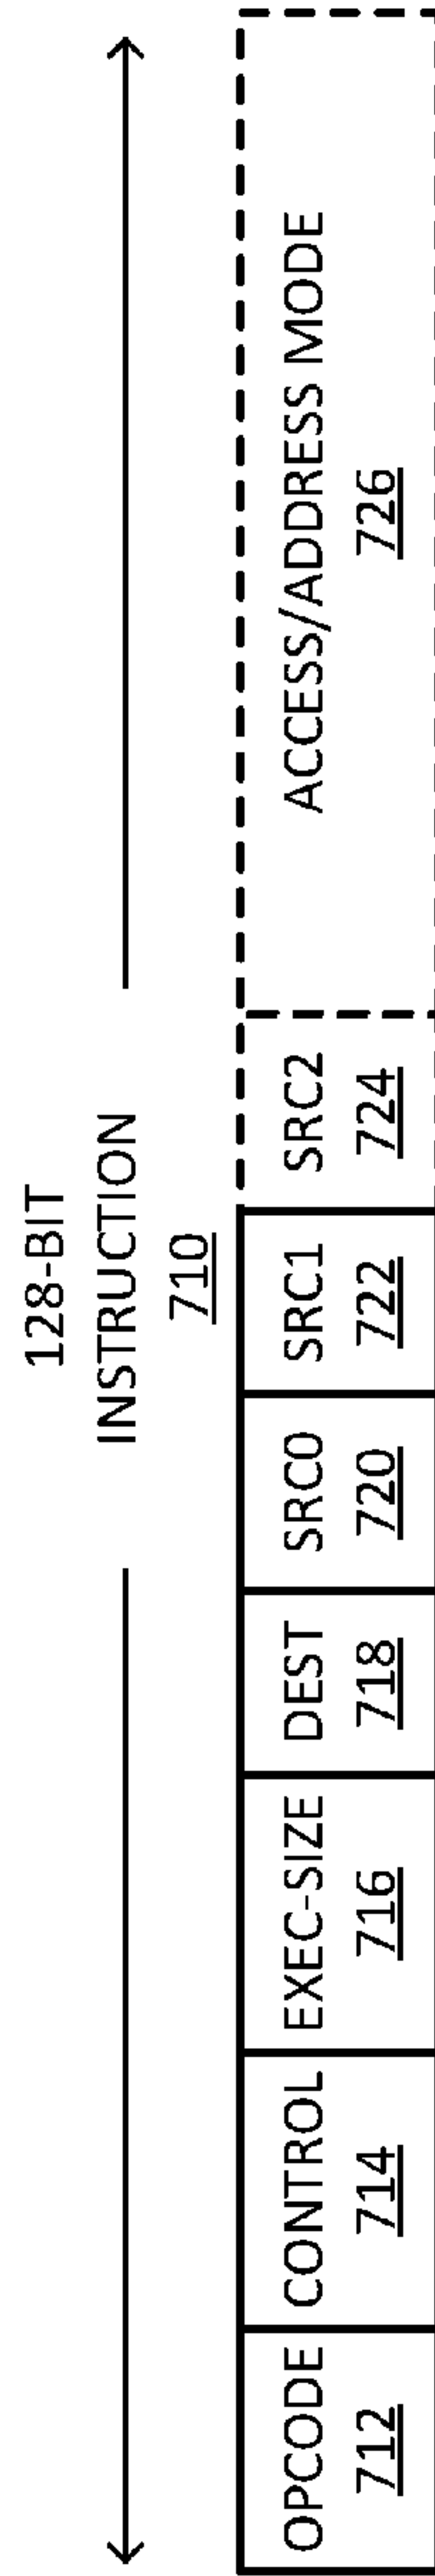 128-BIT
INSTRUCTION
710
OPCODE
712
CONTROL
714
EXEC-SIZE
716
DEST
718
SRC0
720
SRC1
722
SRC2
724
ACCESS/ADDRESS MODE
726